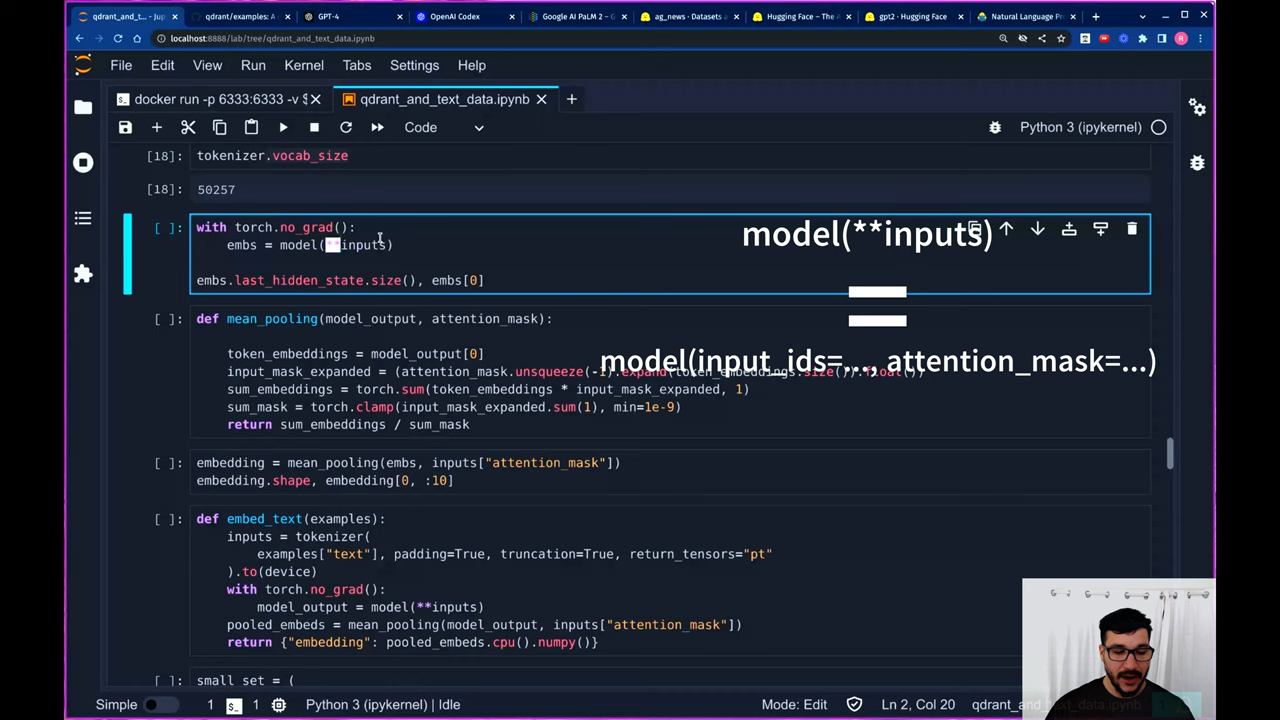 qdrant/examples: A
GPT-4
OpenAI Codex
Google AI PaLM 2 –
ag_news · Datasets
Hugging Face – The
gpt2 · Hugging Face
Natural Language Pro
localhost:8888/lab/tree/qdrant_and_text_data.ipynb
File Edit View Run Kernel Tabs Settings Help
docker run -p 6333:6333 -v $
qdrant_and_text_data.ipynb
Code
Python 3 (ipykernel)
[18]: tokenizer.vocab_size
[18]: 50257
[ ]: with torch.no_grad():
embs = model(**inputs)
embs.last_hidden_state.size(), embs[0]
model(**inputs)
model(input_ids=..., attention_mask=...)
[ ]: def mean_pooling(model_output, attention_mask):
token_embeddings = model_output[0]
input_mask_expanded = (attention_mask.unsqueeze(-1).expand(token_embeddings.size()).float())
sum_embeddings = torch.sum(token_embeddings * input_mask_expanded, 1)
sum_mask = torch.clamp(input_mask_expanded.sum(1), min=1e-9)
return sum_embeddings / sum_mask
[ ]: embedding = mean_pooling(embs, inputs["attention_mask"])
embedding.shape, embedding[0, :10]
[ ]: def embed_text(examples):
inputs = tokenizer(
examples["text"], padding=True, truncation=True, return_tensors="pt"
).to(device)
with torch.no_grad():
model_output = model(**inputs)
pooled_embeds = mean_pooling(model_output, inputs["attention_mask"])
return {"embedding": pooled_embeds.cpu().numpy()}
[ ]: small set = (
Simple 1 1 Python 3 (ipykernel) | Idle
Mode: Edit Ln 2, Col 20 qdrant_and_text_data.ipynb